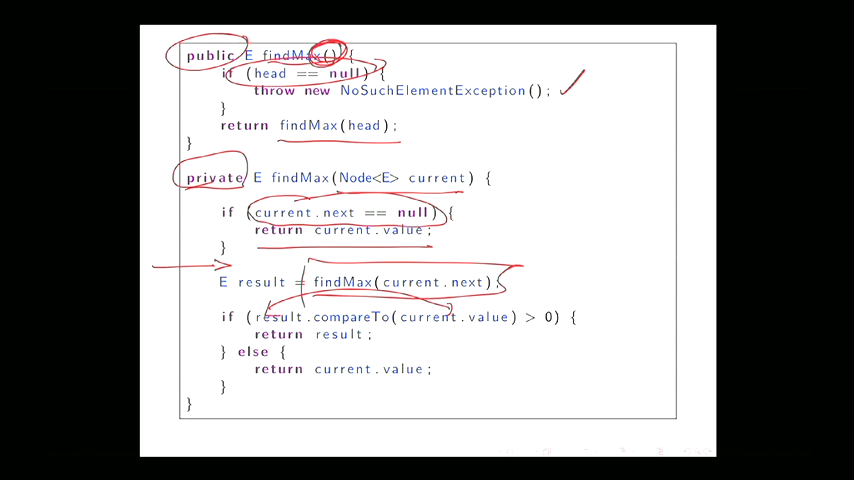 public E findMax() {
if (head == null) {
throw new NoSuchElementException();
}
return findMax(head);
}
private E findMax(Node<E> current) {
if (current.next == null) {
return current.value;
}
E result = findMax(current.next);
if (result.compareTo(current.value) > 0) {
return result;
} else {
return current.value;
}
}